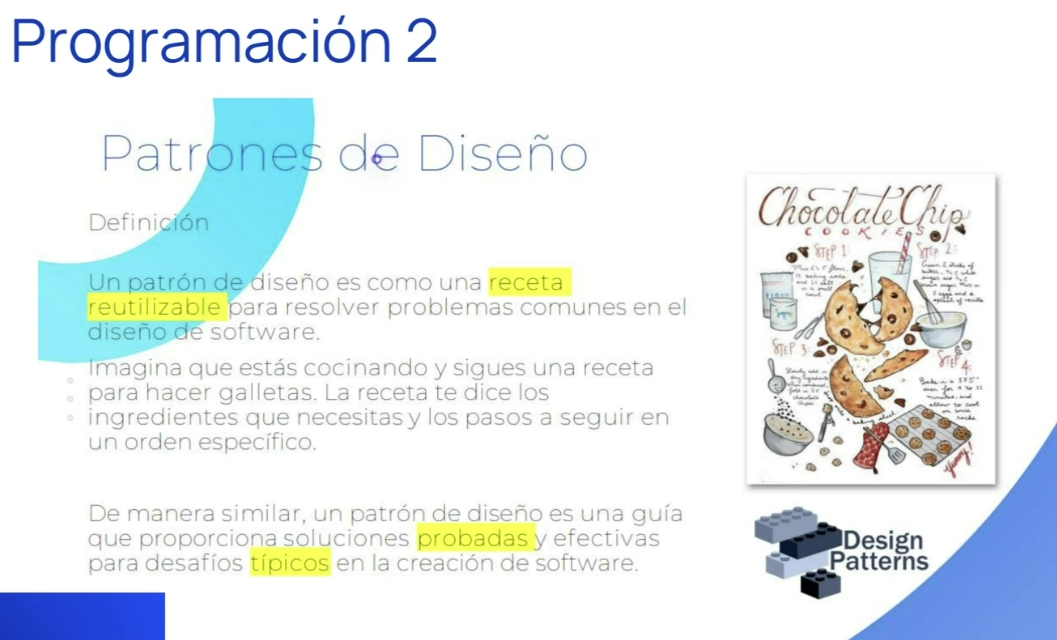 Programación 2
Patrones de Diseño
Definición
Un patrón de diseño es como una receta
reutilizable para resolver problemas comunes en el
diseño de software.
Imagina que estás cocinando y sigues una receta
para hacer galletas. La receta te dice los
ingredientes que necesitas y los pasos a seguir en
un orden específico.
De manera similar, un patrón de diseño es una guía
que proporciona soluciones probadas y efectivas
para desafíos típicos en la creación de software.
Chocolate Chip
COOKIES
STEP 1:
STEP 2:
STEP 3:
STEP 4:
Yummy!
Design
Patterns